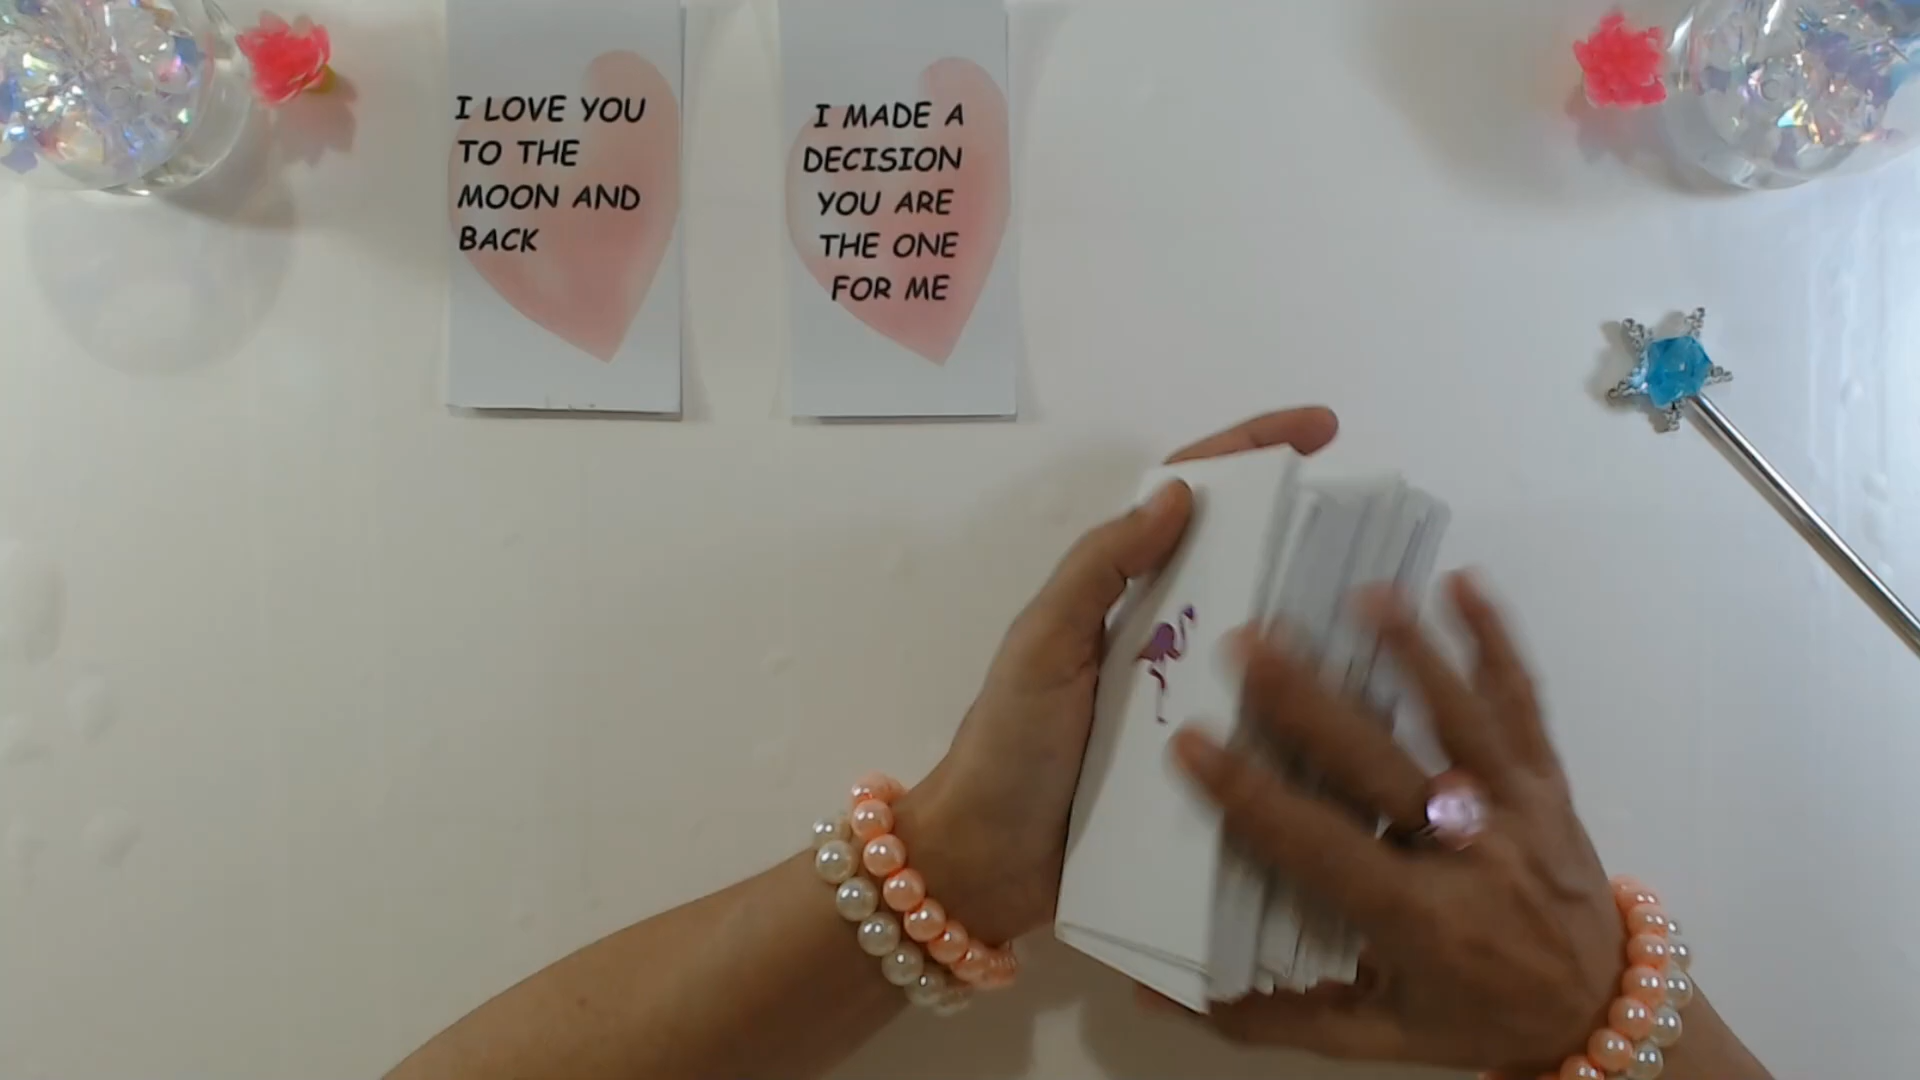 I LOVE YOU
TO THE
MOON AND
BACK
I MADE A
DECISION
YOU ARE
THE ONE
FOR ME